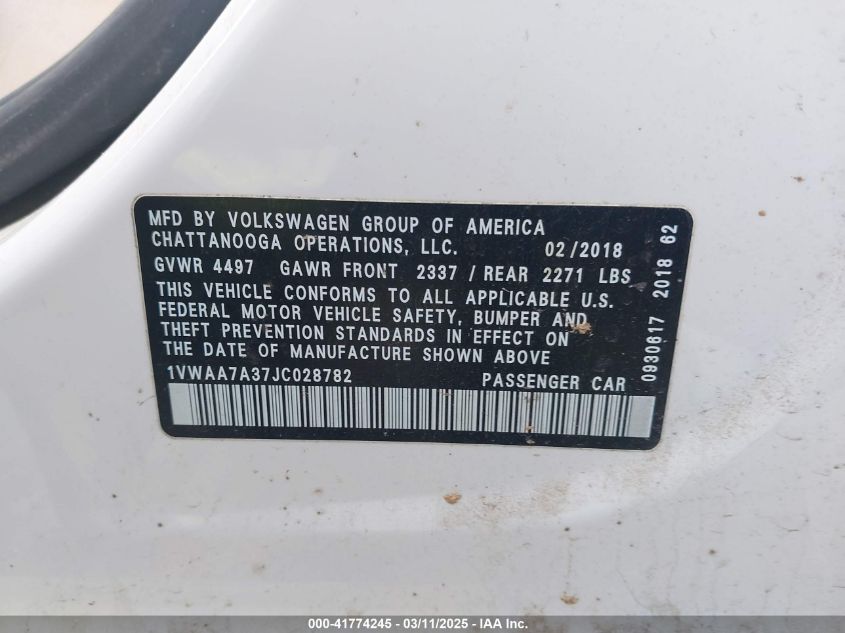 MFD BY VOLKSWAGEN GROUP OF AMERICA
CHATTANOOGA OPERATIONS, LLC. 02/2018
GVWR 4497 GAWR FRONT 2337 / REAR 2271 LBS
THIS VEHICLE CONFORMS TO ALL APPLICABLE U.S.
FEDERAL MOTOR VEHICLE SAFETY, BUMPER AND
THEFT PREVENTION STANDARDS IN EFFECT ON
THE DATE OF MANUFACTURE SHOWN ABOVE
1VWAA7A37JC028782 PASSENGER CAR
0930617 2018 62
000-41774245 - 03/11/2025 - IAA Inc.